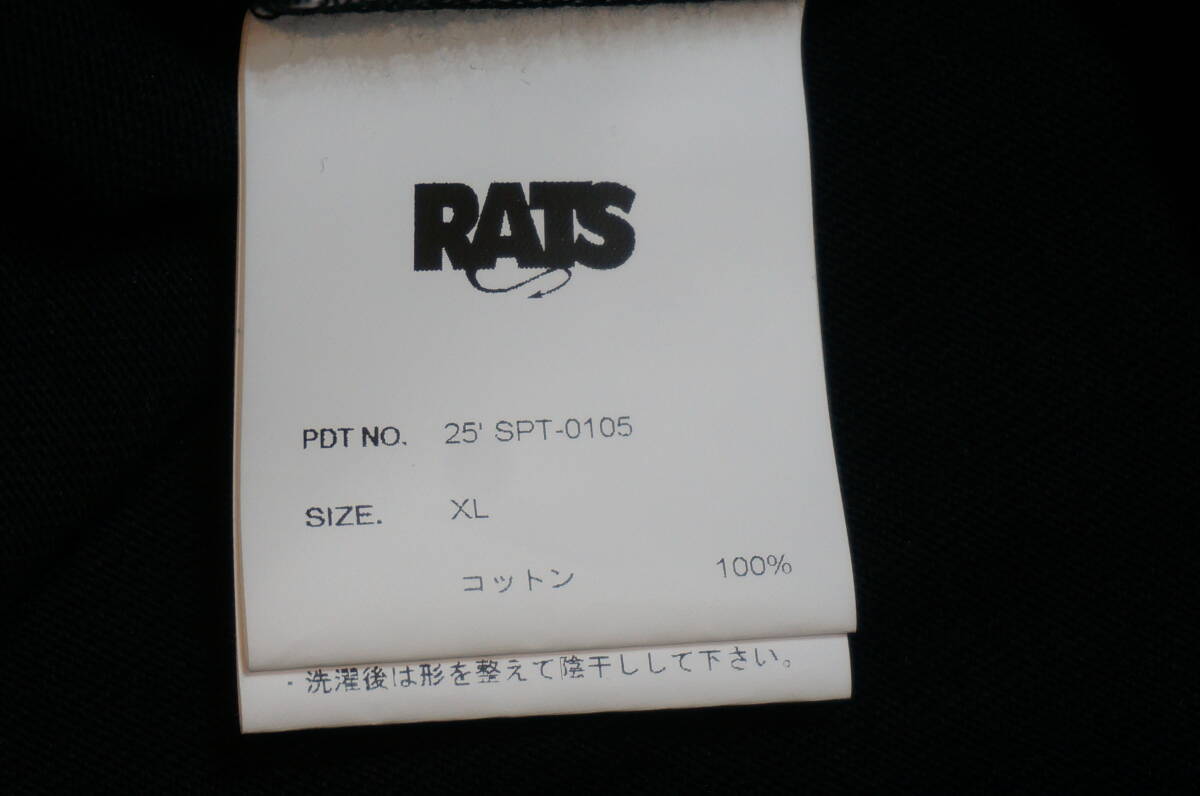 RATS
PDT NO. 25' SPT-0105
SIZE. XL
コットン 100%
・洗濯後は形を整えて陰干しして下さい。